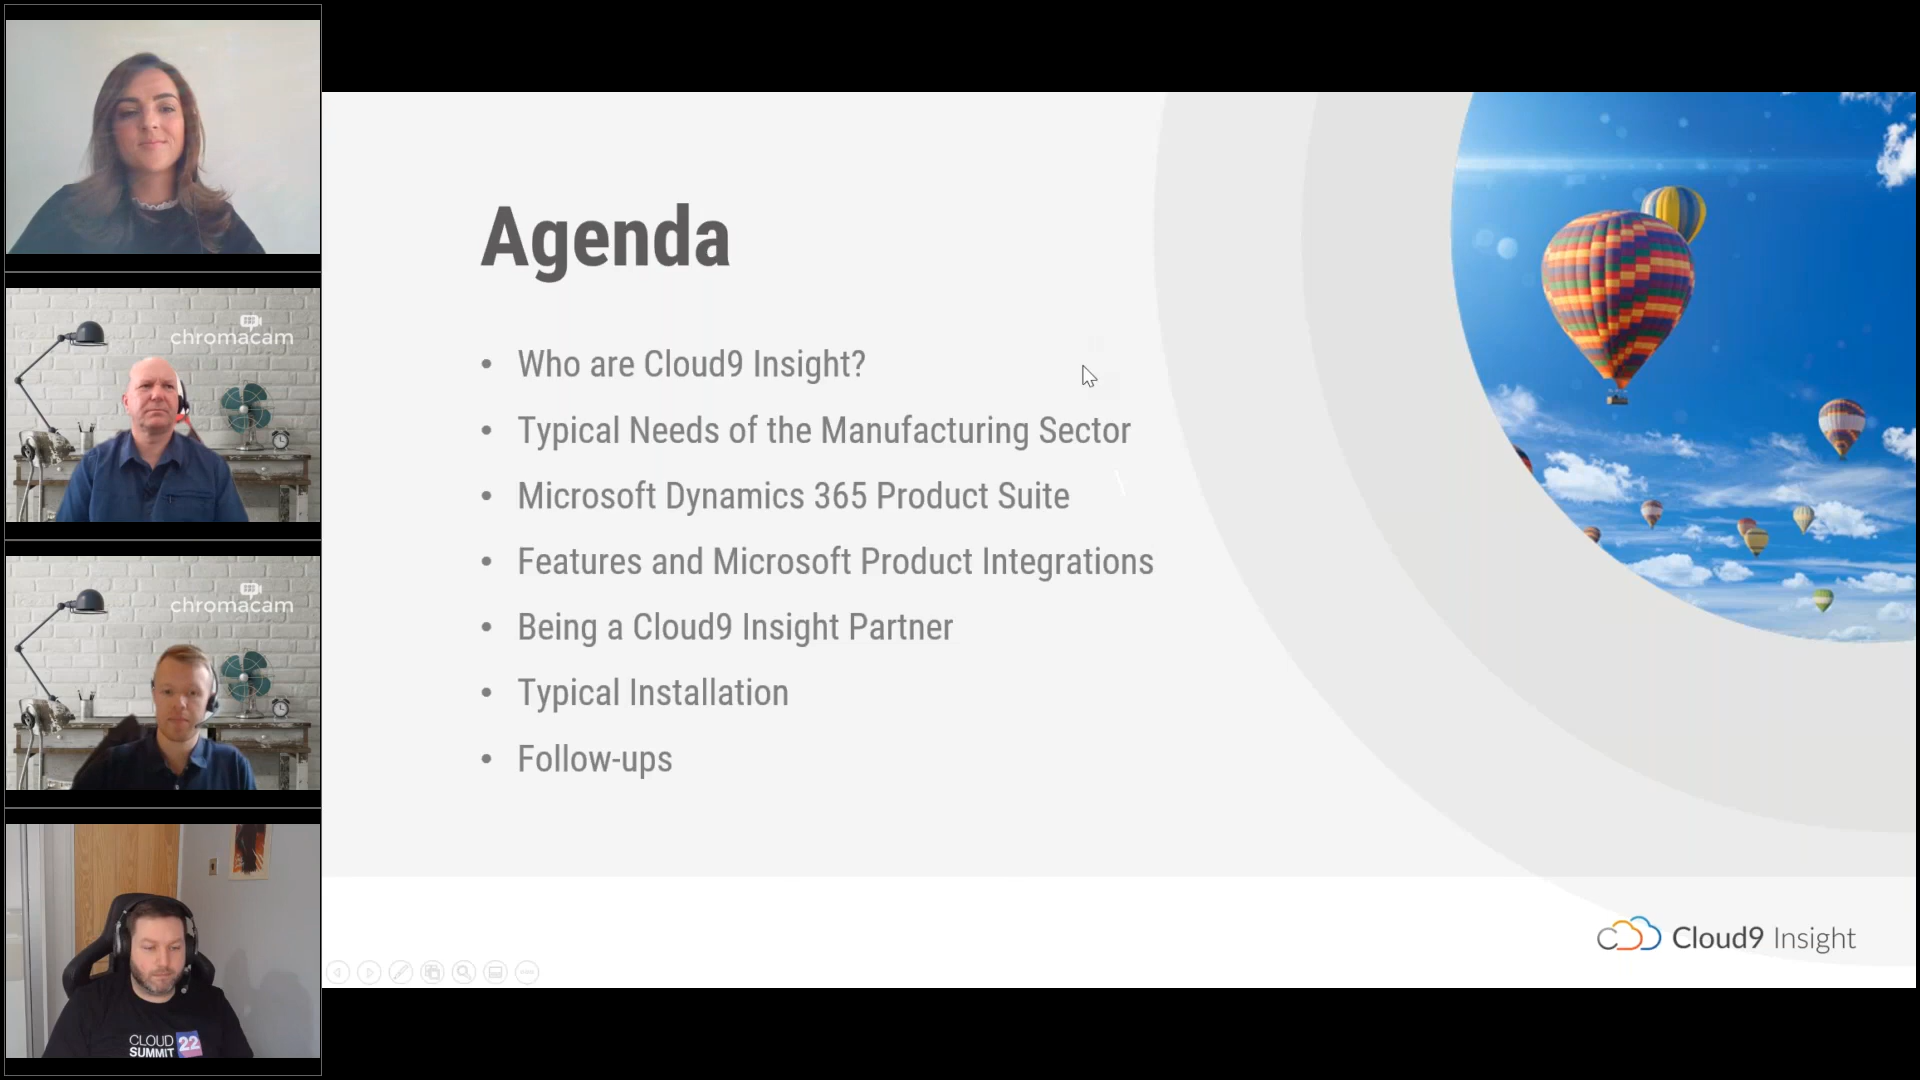 chromacam
chromacam
CLOUD 22
SUMMIT
Agenda
• Who are Cloud9 Insight?
• Typical Needs of the Manufacturing Sector
• Microsoft Dynamics 365 Product Suite
• Features and Microsoft Product Integrations
• Being a Cloud9 Insight Partner
• Typical Installation
• Follow-ups
Cloud9 Insight